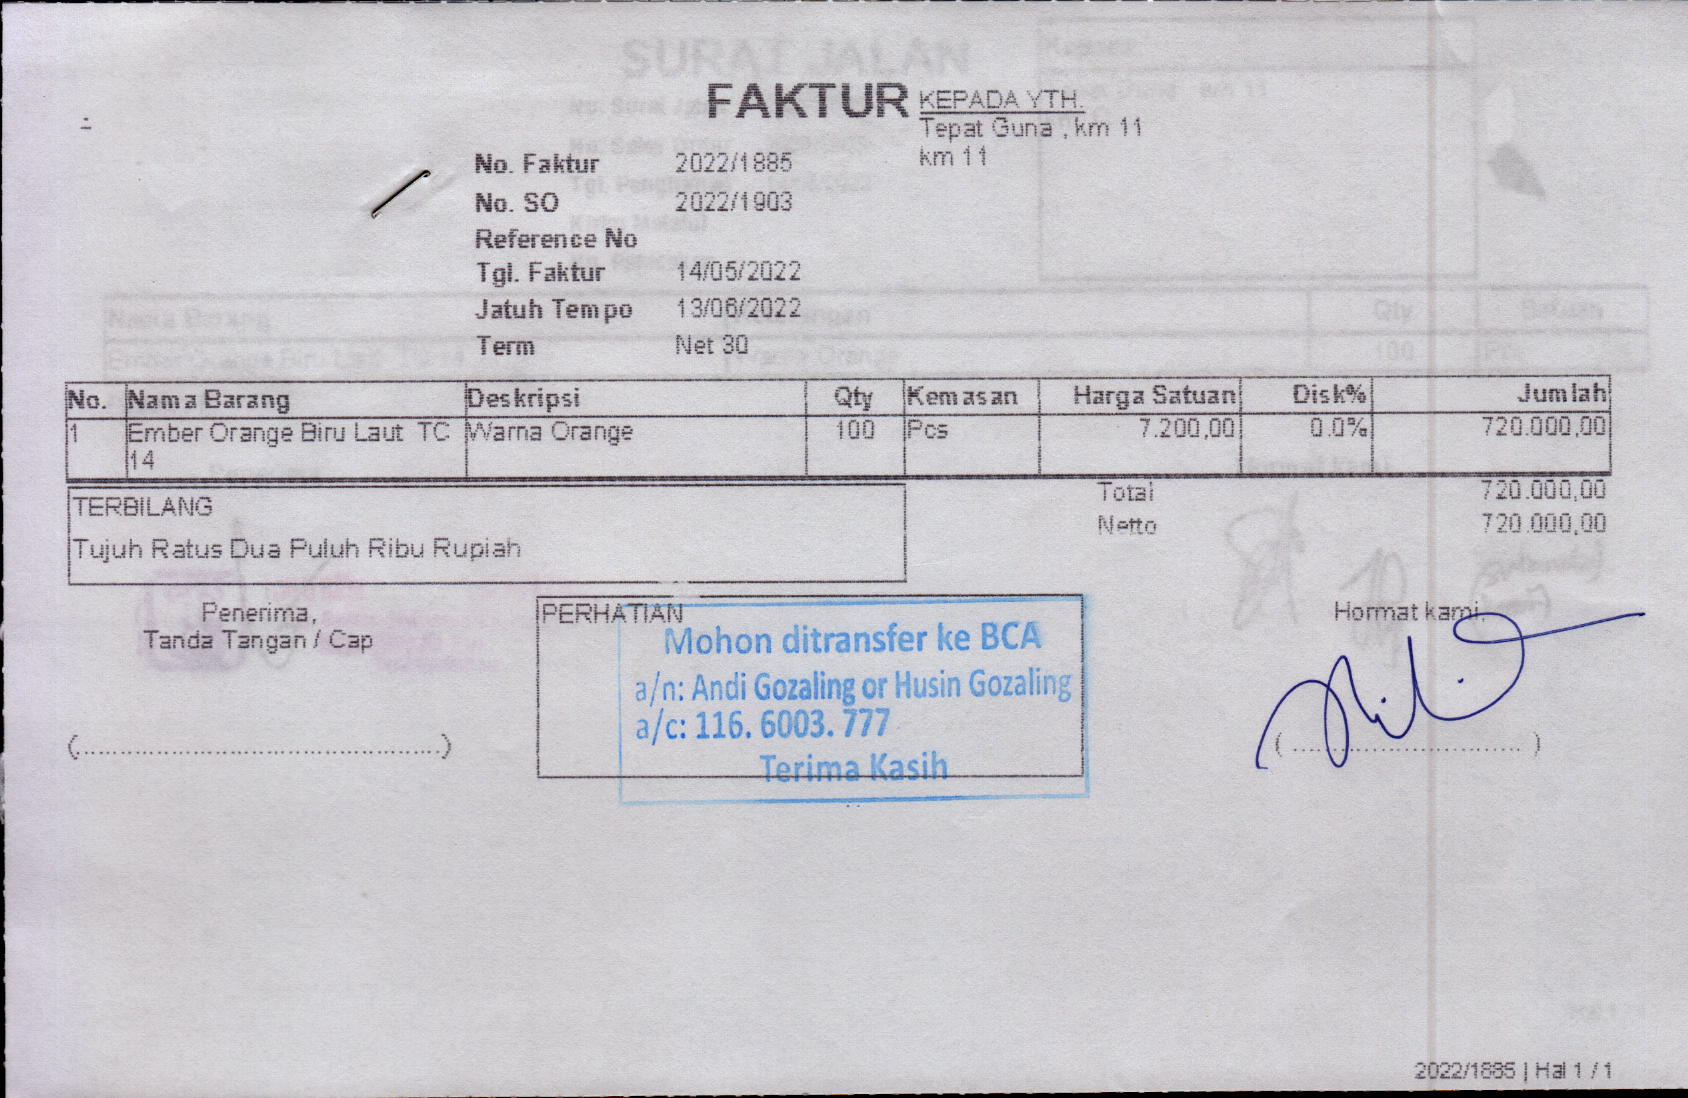 FAKTUR
KEPADA YTH.
Tepat Guna , km 11
km 11
No. Faktur 2022/1885
No. SO 2022/1903
Reference No
Tgl. Faktur 14/05/2022
Jatuh Tempo 13/06/2022
Term Net 30
No. Nama Barang Deskripsi Qty Kemasan Harga Satuan Disk% Jumlah
1 Ember Orange Biru Laut TC Warna Orange 100 Pcs 7.200,00 0.0% 720.000,00
14
Total 720.000,00
Netto 720.000,00
TERBILANG
Tujuh Ratus Dua Puluh Ribu Rupiah
Penerima,
Tanda Tangan / Cap
(.................................................)
PERHATIAN
Mohon ditransfer ke BCA
a/n: Andi Gozaling or Husin Gozaling
a/c: 116. 6003. 777
Terima Kasih
Hormat kami,
( ............................... )
2022/1885 | Hal 1 / 1